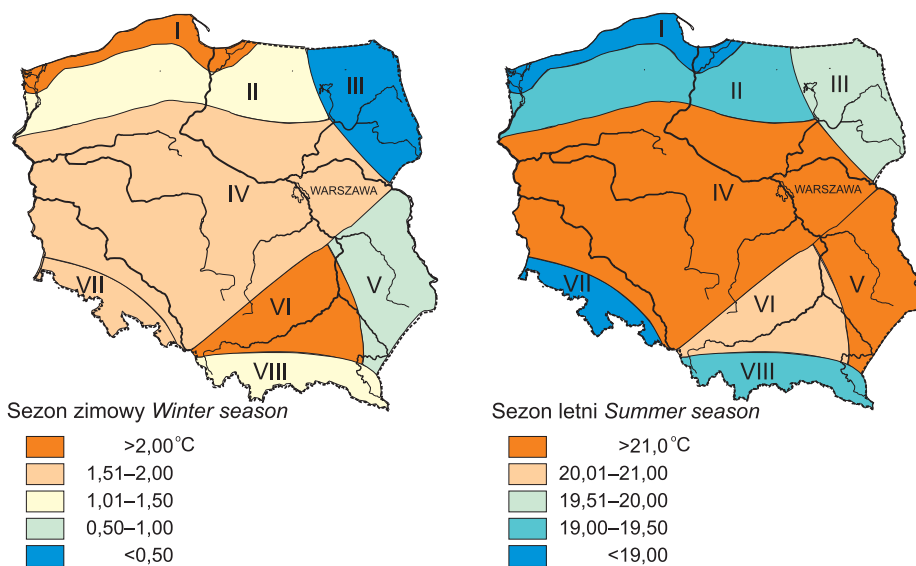 I
II
III
IV
WARSZAWA
V
VI
VII
VIII
Sezon zimowy Winter season
>2,00°C
1,51–2,00
1,01–1,50
0,50–1,00
<0,50
I
II
III
IV
WARSZAWA
V
VI
VII
VIII
Sezon letni Summer season
>21,0°C
20,01–21,00
19,51–20,00
19,00–19,50
<19,00